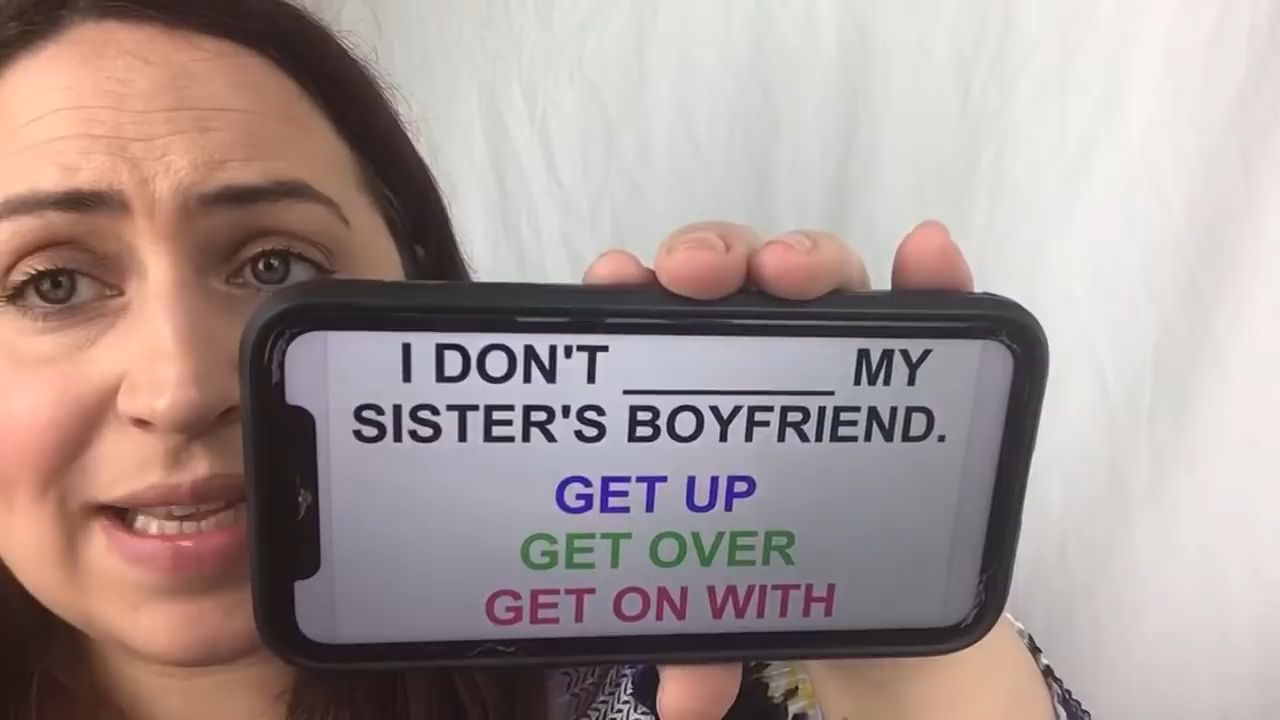 I DON'T ________ MY
SISTER'S BOYFRIEND.
GET UP
GET OVER
GET ON WITH